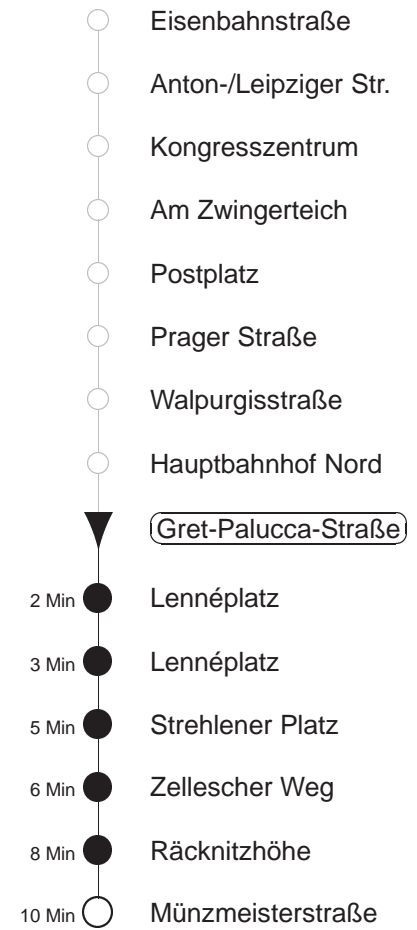 Eisenbahnstraße
Anton-/Leipziger Str.
Kongresszentrum
Am Zwingerteich
Postplatz
Prager Straße
Walpurgisstraße
Hauptbahnhof Nord
Gret-Palucca-Straße
2 Min Lennéplatz
3 Min Lennéplatz
5 Min Strehlener Platz
6 Min Zellescher Weg
8 Min Räcknitzhöhe
10 Min Münzmeisterstraße